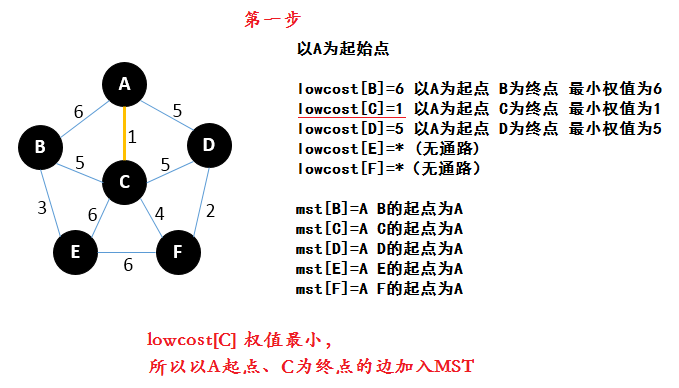 第一步
以A为起始点
lowcost[B]=6 以A为起点 B为终点 最小权值为6
lowcost[C]=1 以A为起点 C为终点 最小权值为1
lowcost[D]=5 以A为起点 D为终点 最小权值为5
lowcost[E]=*（无通路）
lowcost[F]=*（无通路）
mst[B]=A B的起点为A
mst[C]=A C的起点为A
mst[D]=A D的起点为A
mst[E]=A E的起点为A
mst[F]=A F的起点为A
A
6
5
1
B
D
5
5
C
3
6
4
2
E
F
6
lowcost[C] 权值最小，
所以以A起点、C为终点的边加入MST